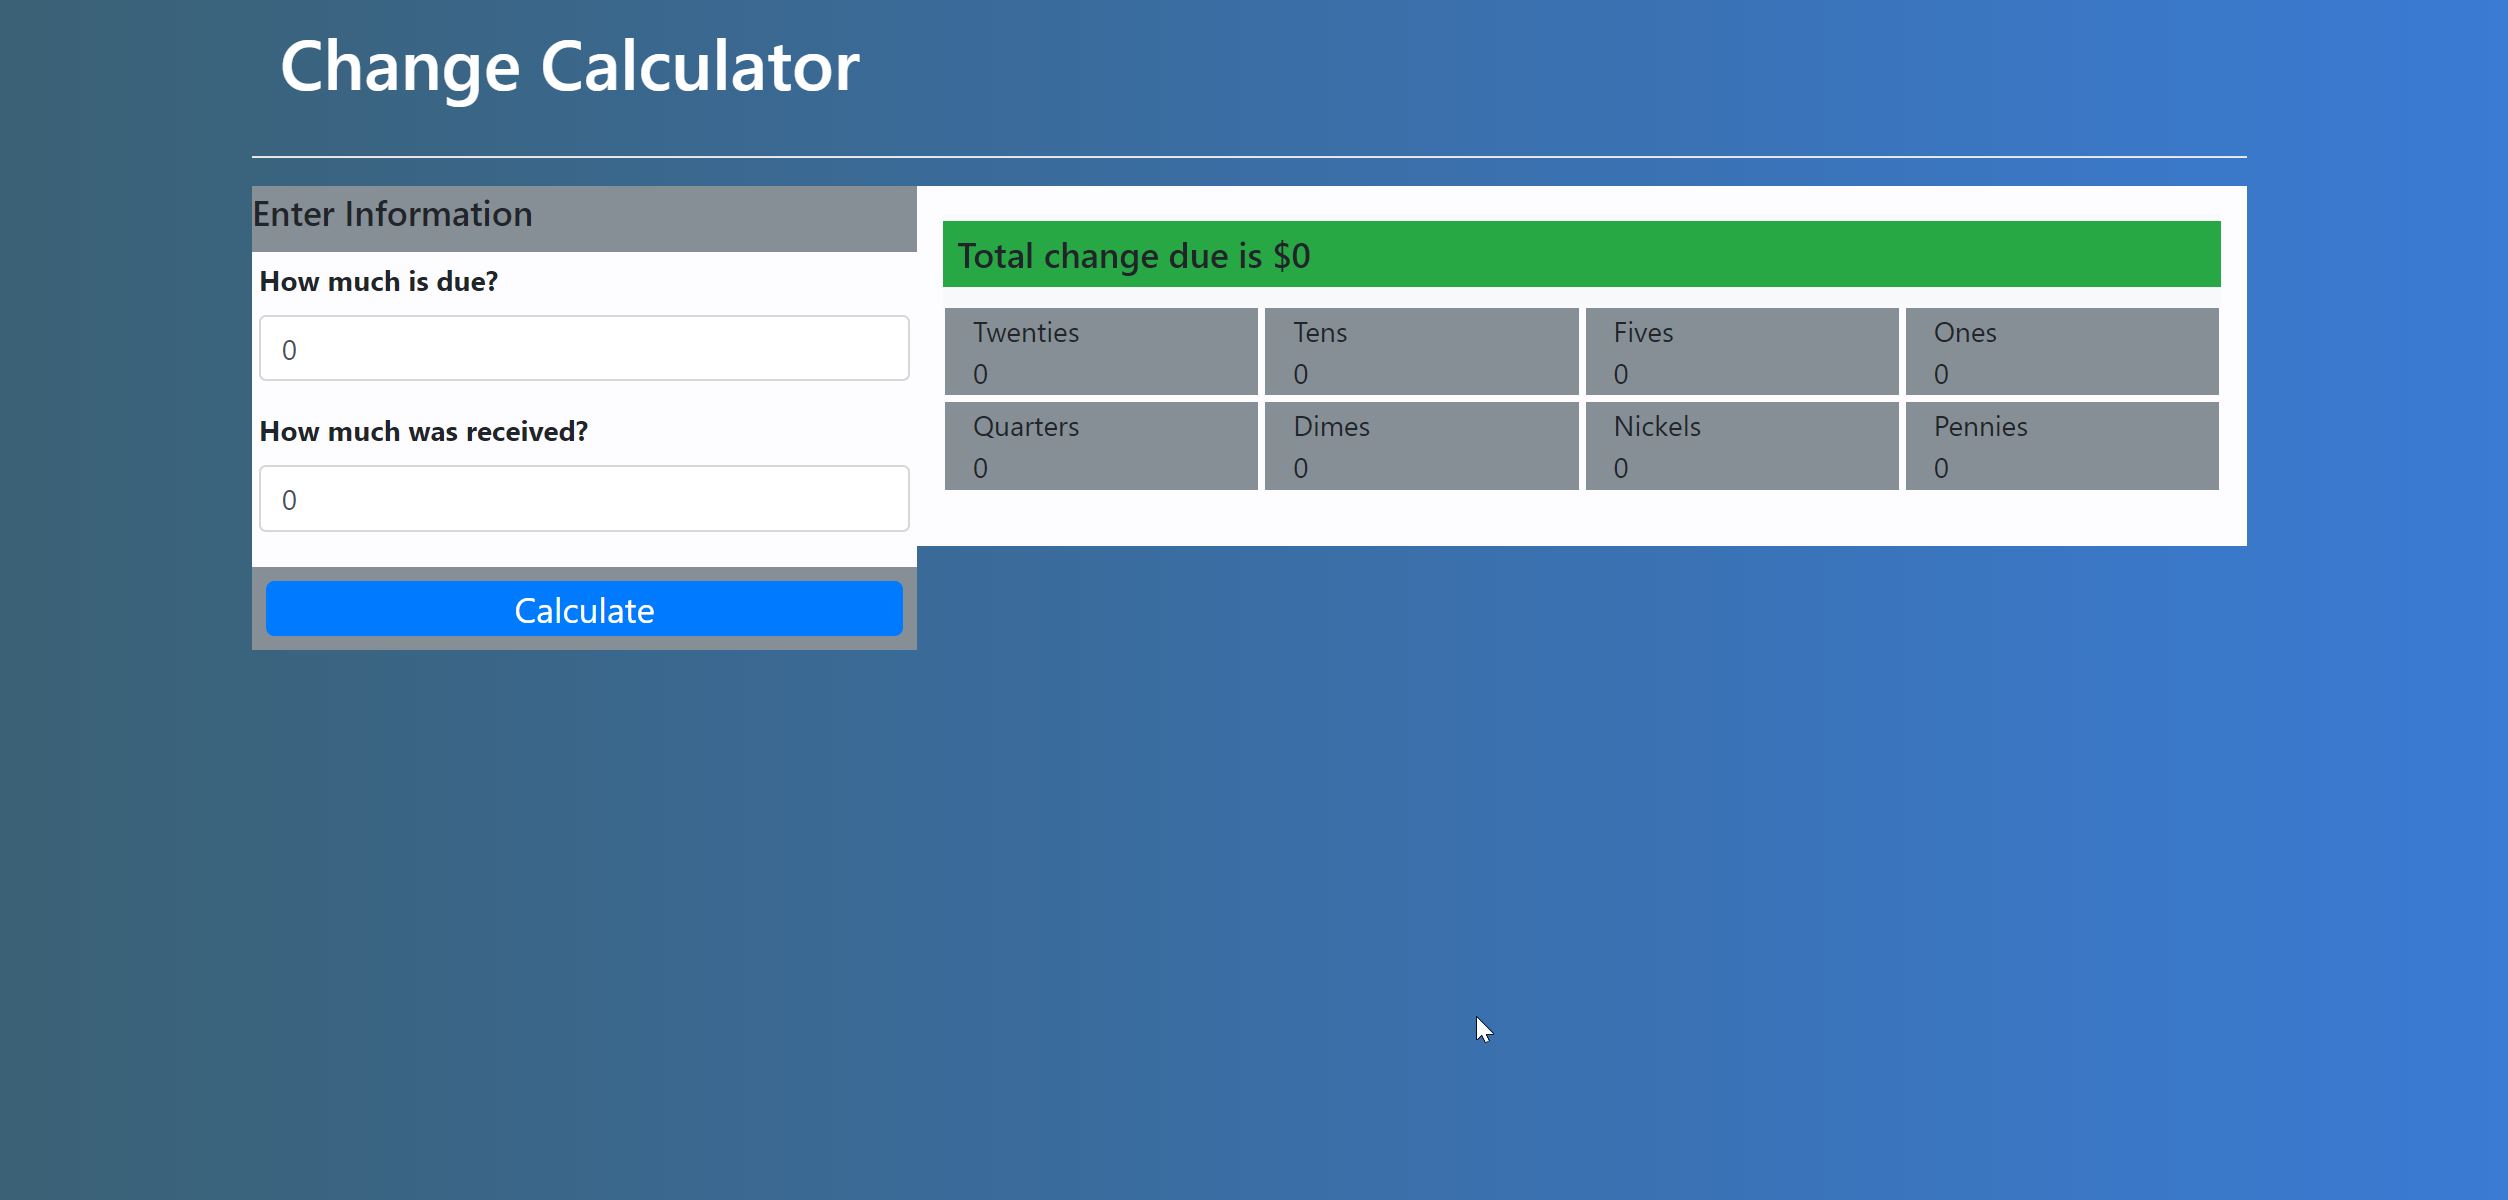 Change Calculator
Enter Information
How much is due?
0
How much was received?
0
Calculate
Total change due is $0
Twenties
0
Tens
0
Fives
0
Ones
0
Quarters
0
Dimes
0
Nickels
0
Pennies
0